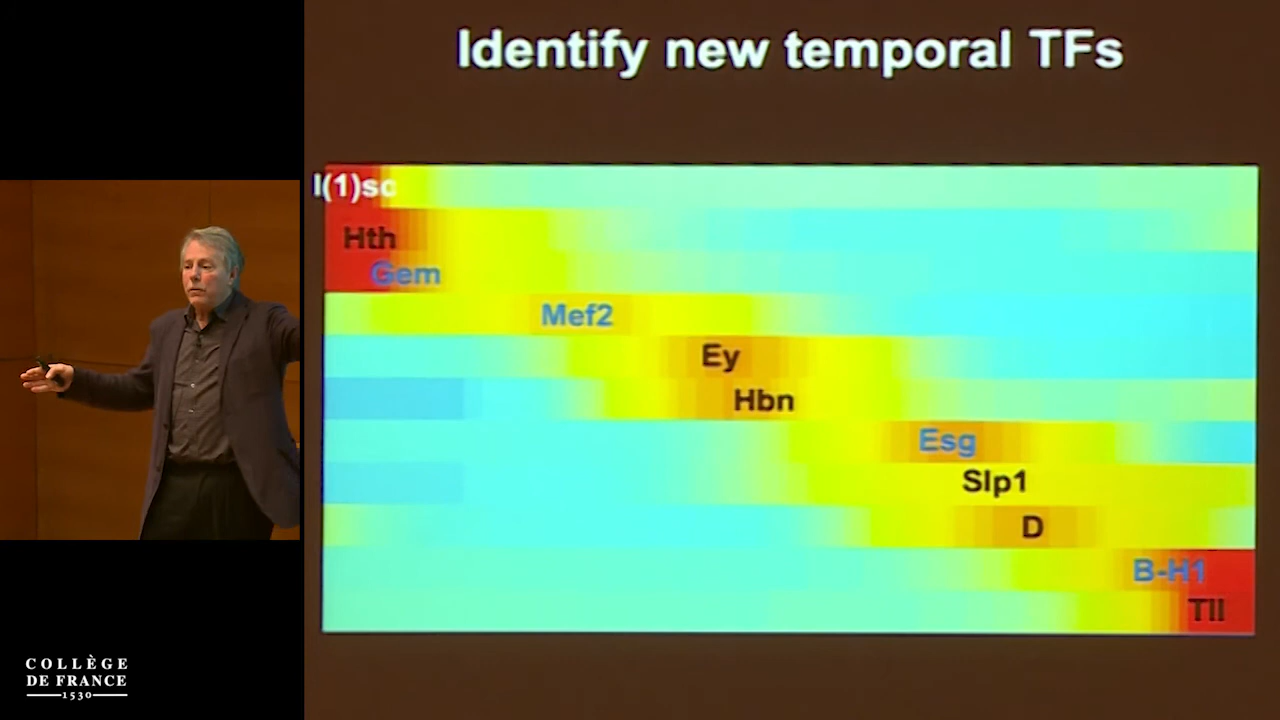 Identify new temporal TFs
l(1)sc
Hth
Gem
Mef2
Ey
Hbn
Esg
Slp1
D
B-H1
Tll
COLLÈGE
DE FRANCE
1530